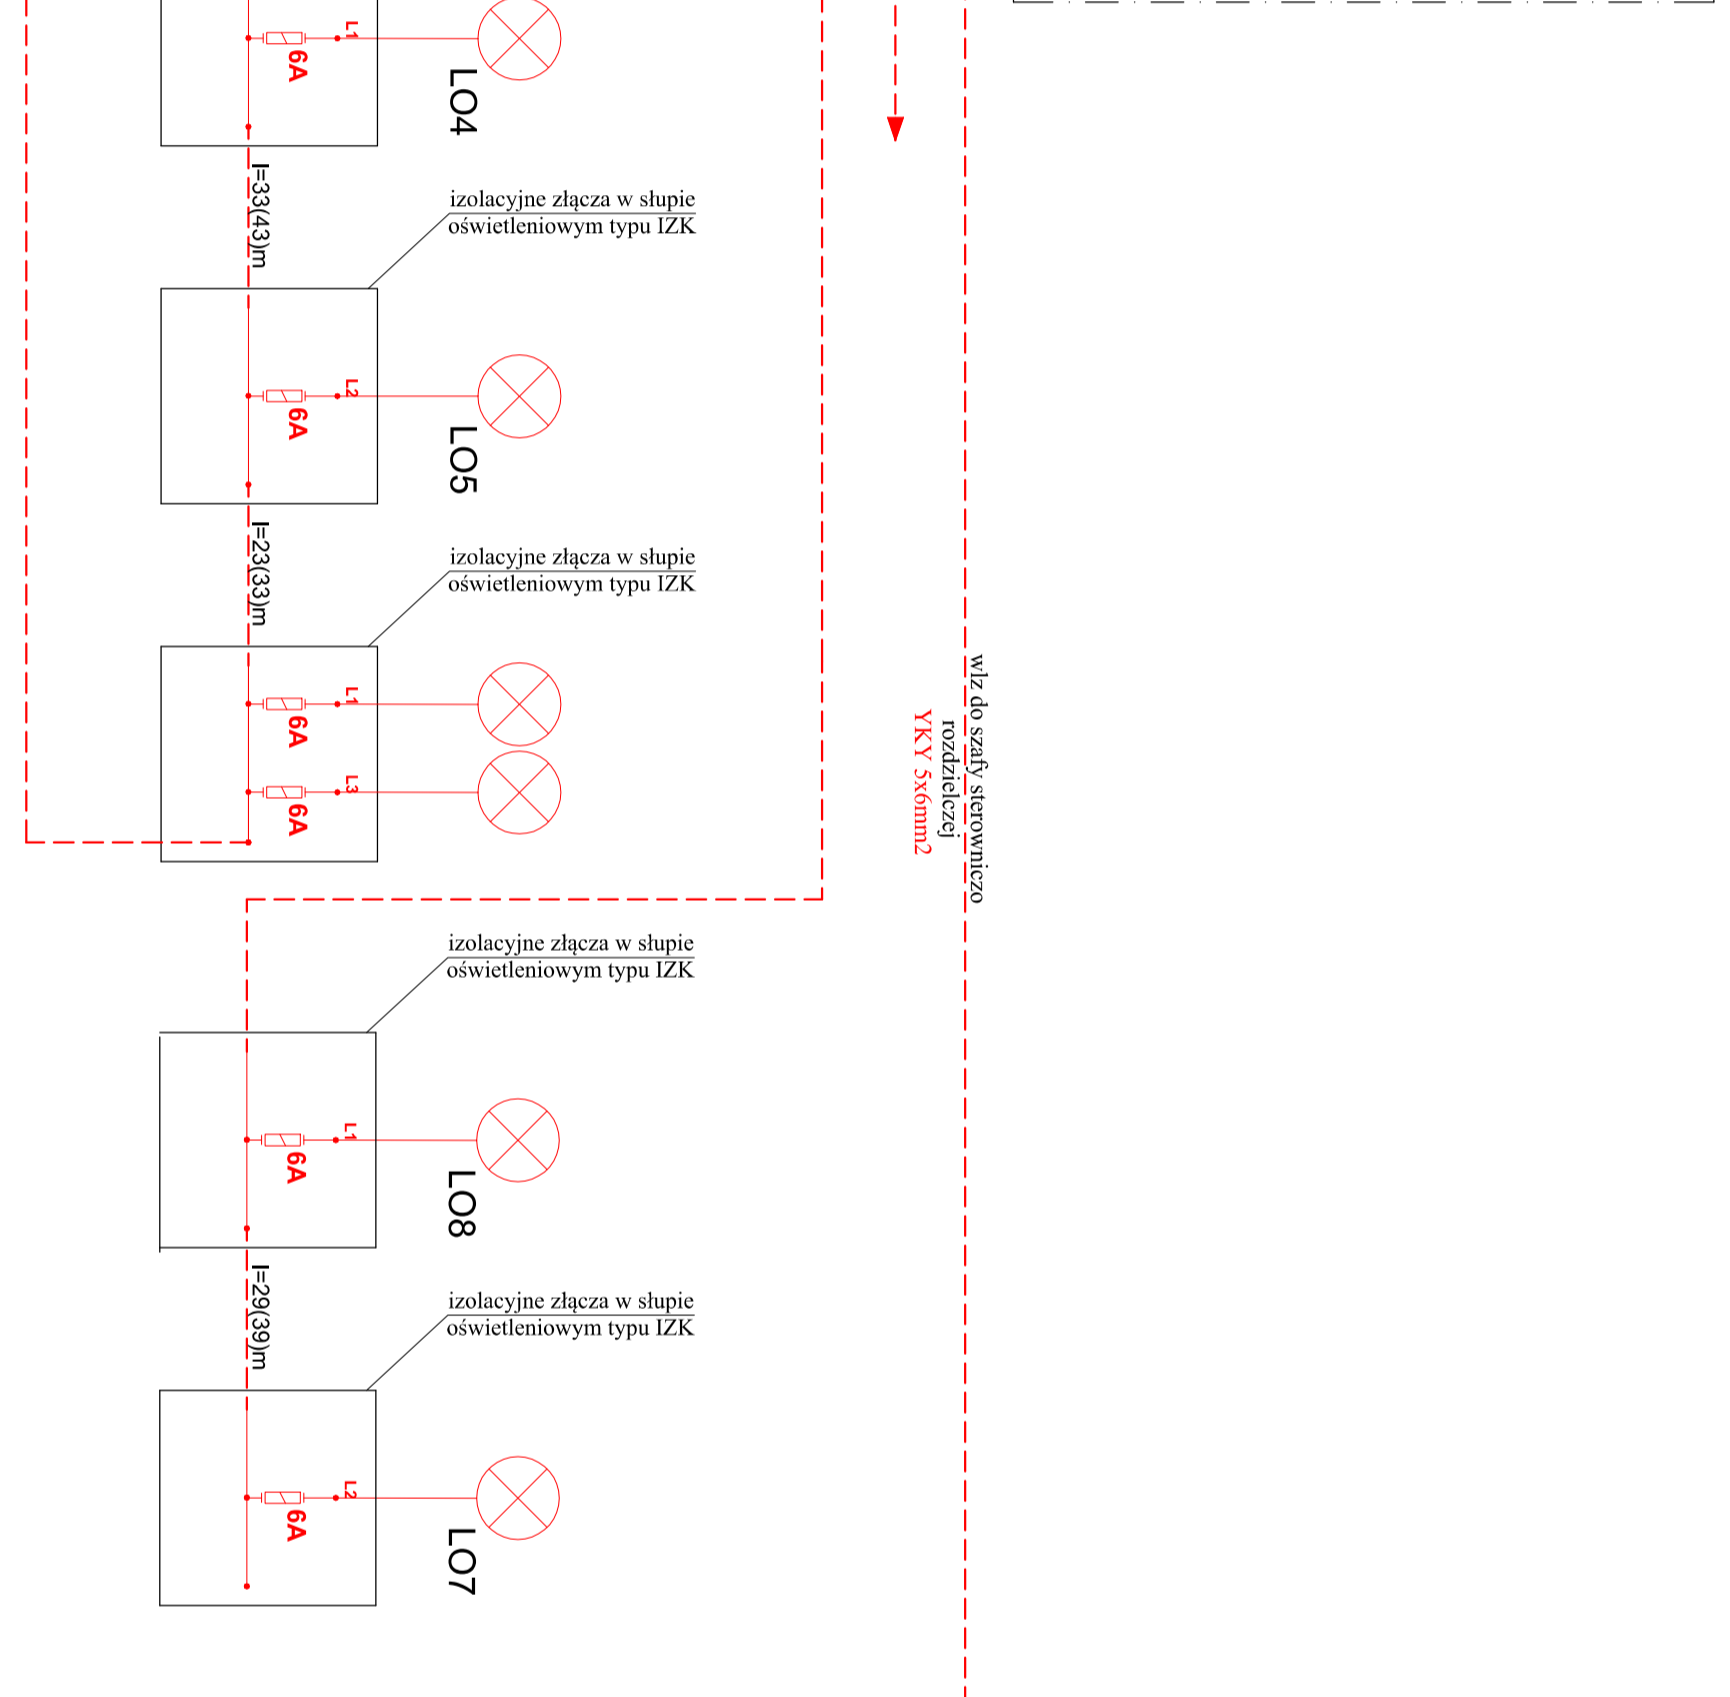 L1
6A
LO4
l=33(43)m
izolacyjne złącza w słupie
oświetleniowym typu IZK
L2
6A
LO5
l=23(33)m
izolacyjne złącza w słupie
oświetleniowym typu IZK
L1
6A
L3
6A
wlz do szafy sterowniczo
rozdzielczej
YKY 5x6mm2
izolacyjne złącza w słupie
oświetleniowym typu IZK
L1
6A
LO8
l=29(39)m
izolacyjne złącza w słupie
oświetleniowym typu IZK
L2
6A
LO7